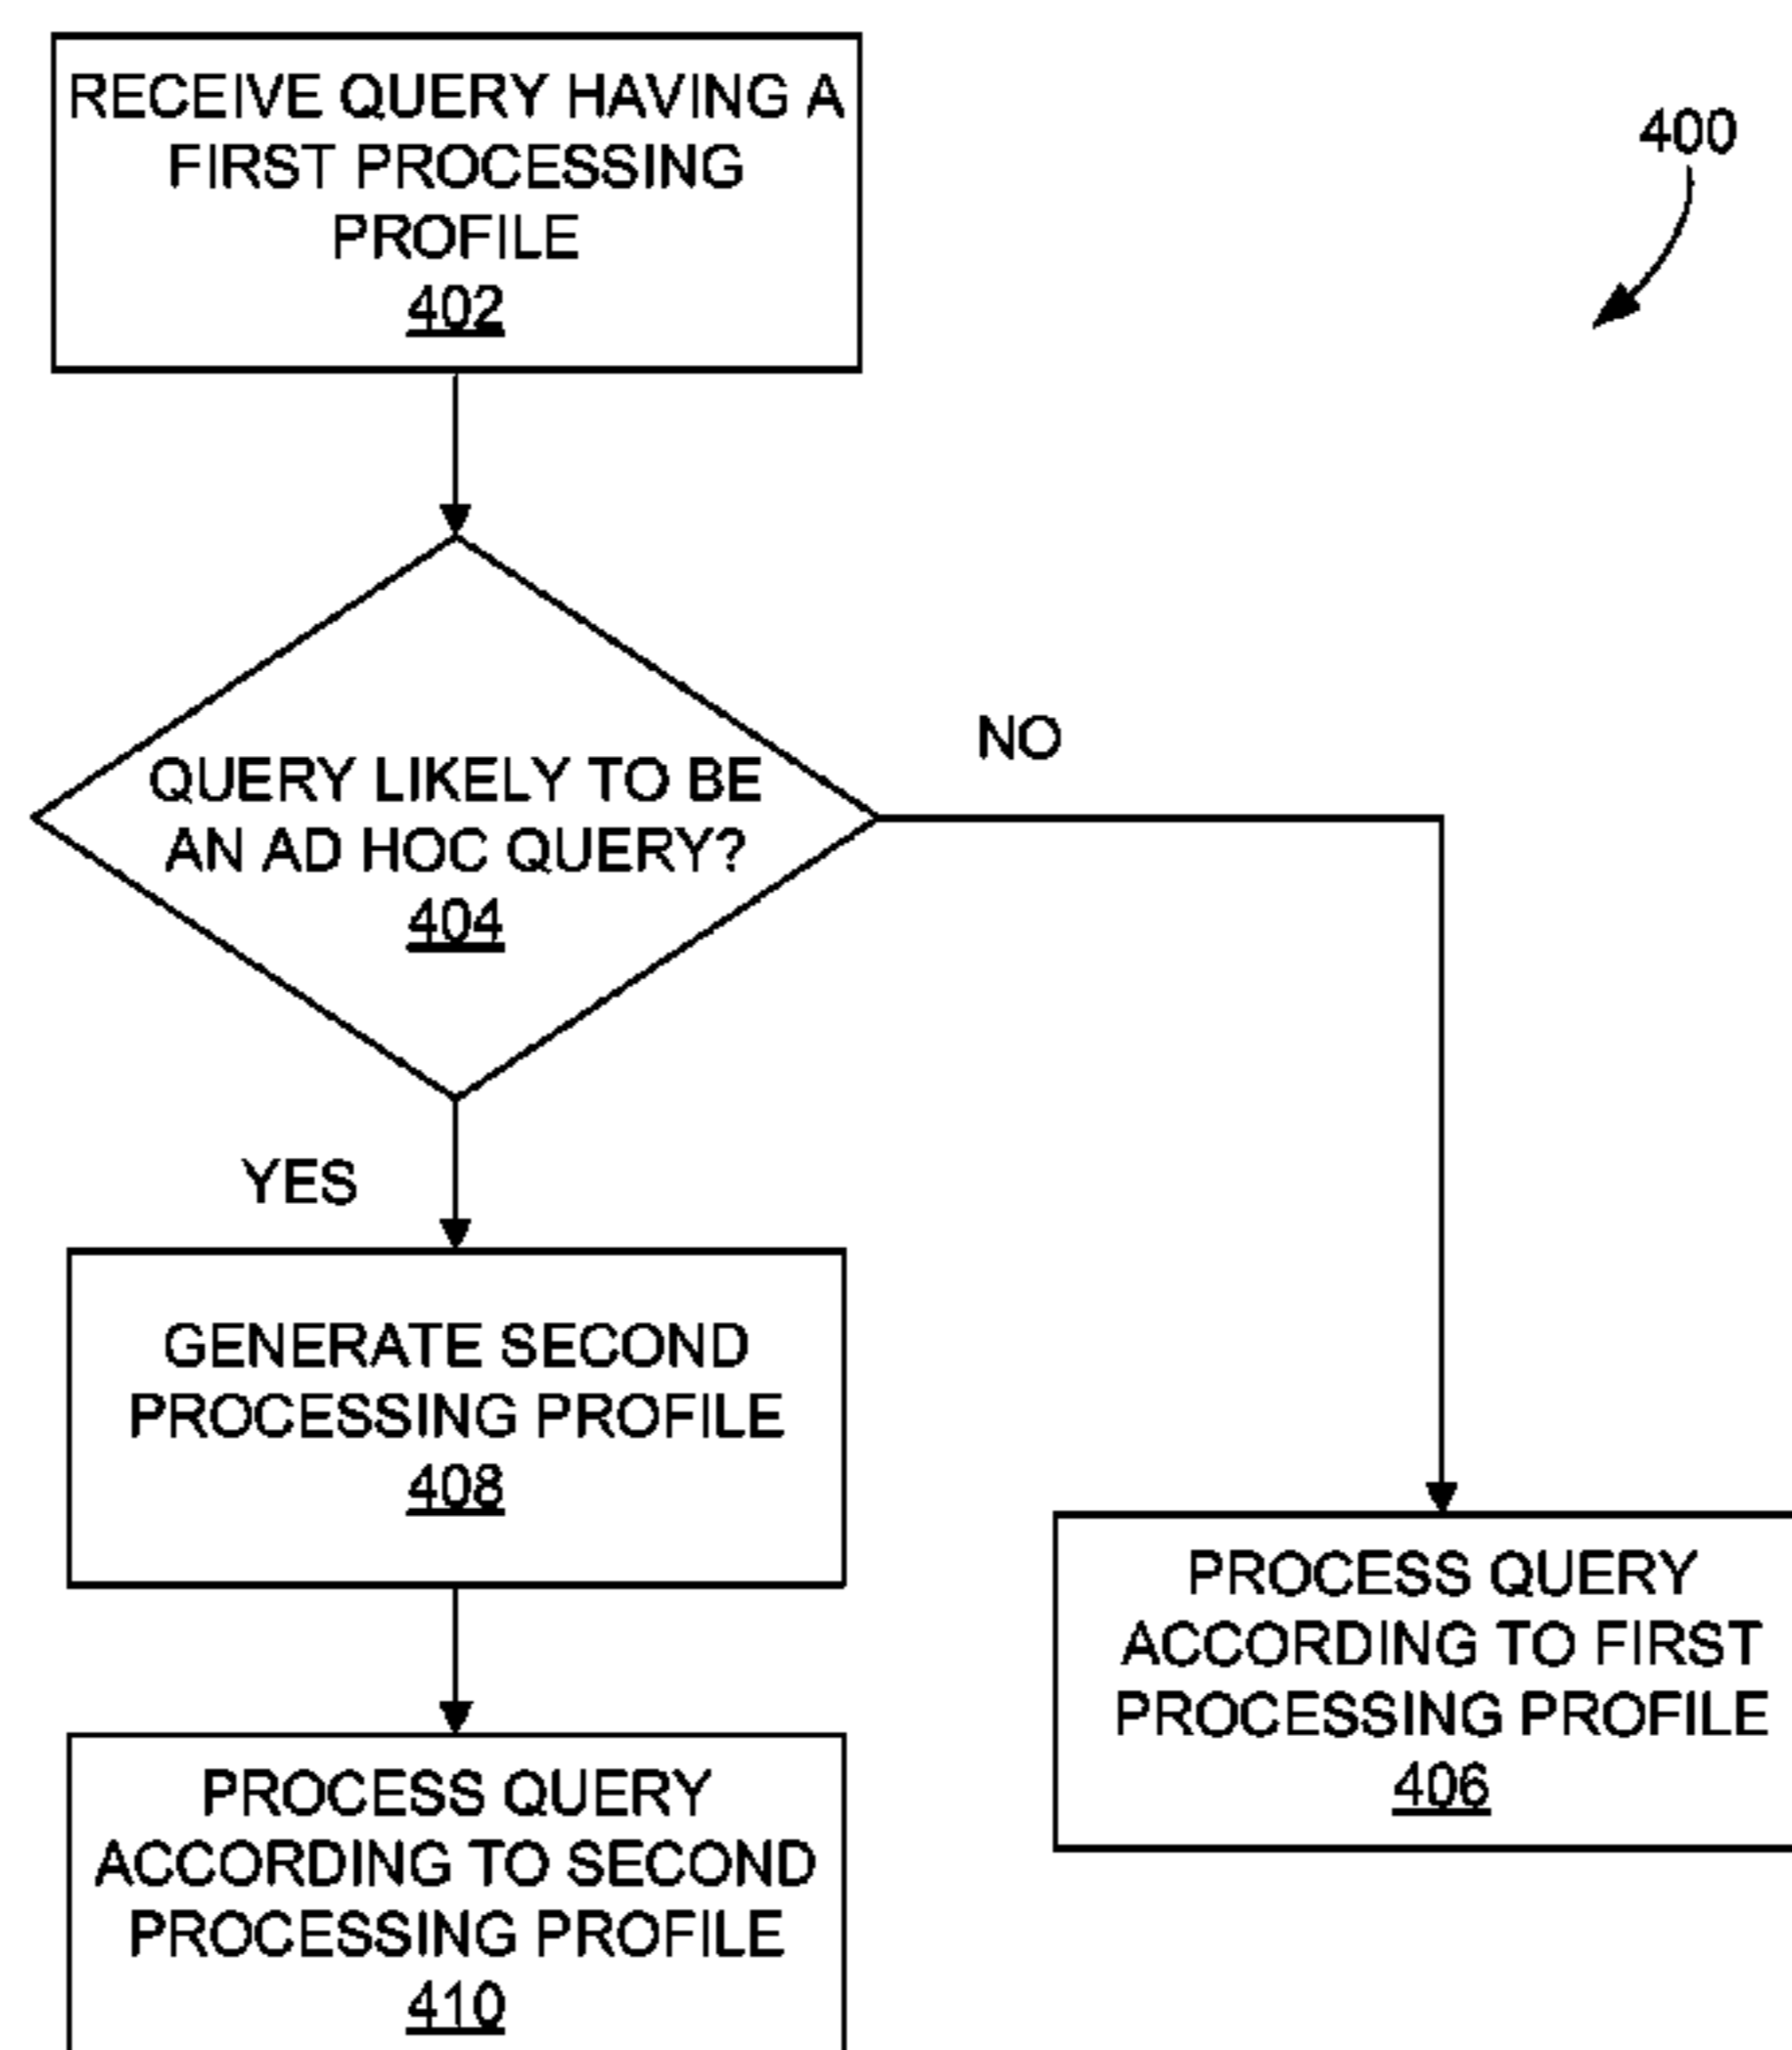 RECEIVE QUERY HAVING A
FIRST PROCESSING
PROFILE
402
400
QUERY LIKELY TO BE
AN AD HOC QUERY?
404
NO
YES
GENERATE SECOND
PROCESSING PROFILE
408
PROCESS QUERY
ACCORDING TO FIRST
PROCESSING PROFILE
406
PROCESS QUERY
ACCORDING TO SECOND
PROCESSING PROFILE
410